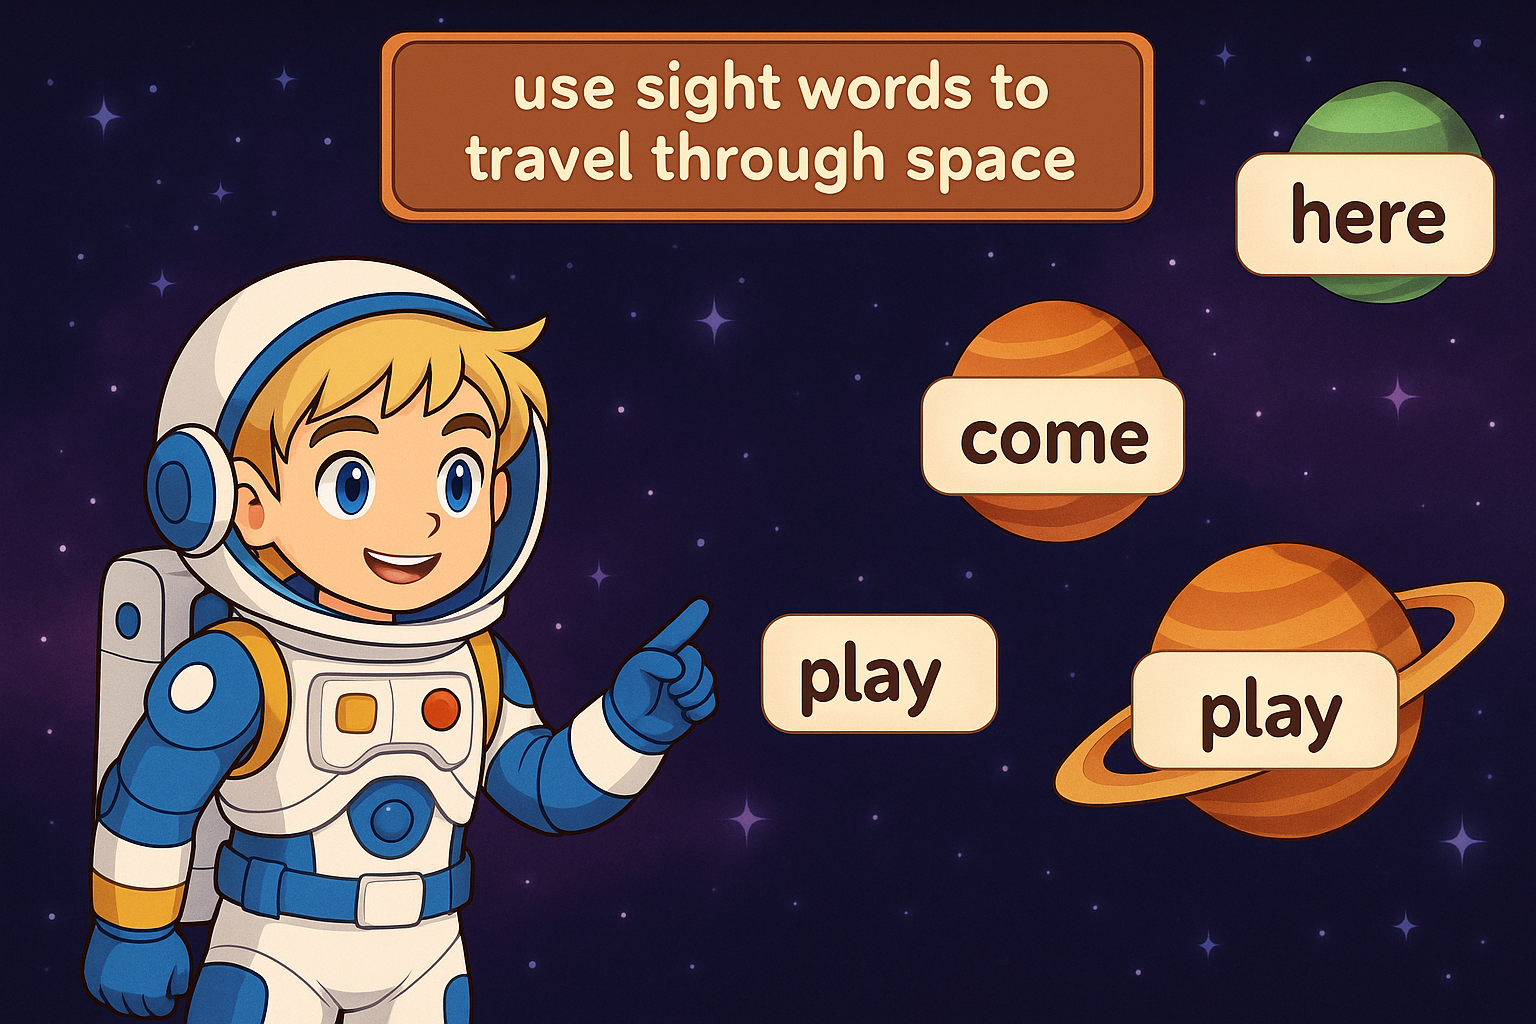 use sight words to
travel through space
here
come
play
play